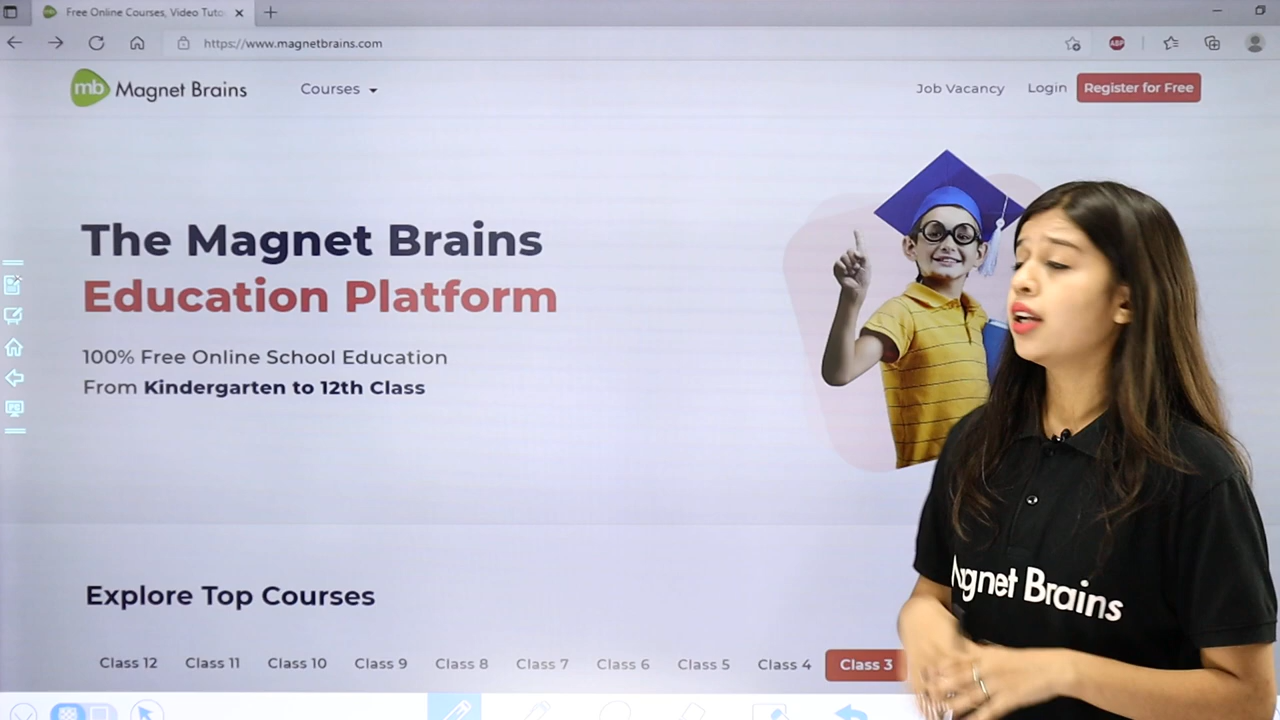 Free Online Courses, Video Tuto
https://www.magnetbrains.com
ABP
mb Magnet Brains
Courses
Job Vacancy
Login
Register for Free
The Magnet Brains
Education Platform
100% Free Online School Education
From Kindergarten to 12th Class
Explore Top Courses
Class 12 Class 11 Class 10 Class 9 Class 8 Class 7 Class 6 Class 5 Class 4 Class 3
agnet Brains